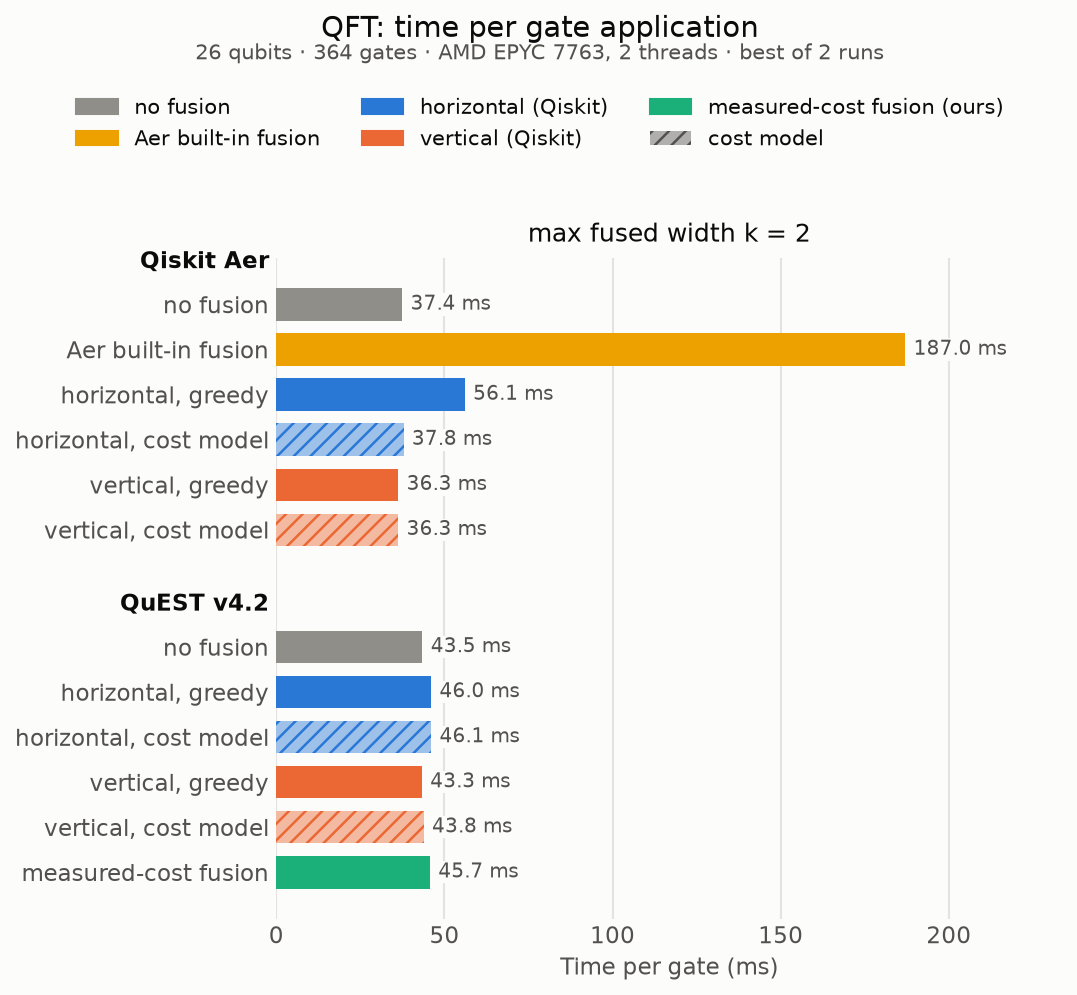 QFT: time per gate application
26 qubits · 364 gates · AMD EPYC 7763, 2 threads · best of 2 runs
no fusion
horizontal (Qiskit)
measured-cost fusion (ours)
Aer built-in fusion
vertical (Qiskit)
cost model
max fused width k = 2
Qiskit Aer
no fusion 37.4 ms
Aer built-in fusion 187.0 ms
horizontal, greedy 56.1 ms
horizontal, cost model 37.8 ms
vertical, greedy 36.3 ms
vertical, cost model 36.3 ms
QuEST v4.2
no fusion 43.5 ms
horizontal, greedy 46.0 ms
horizontal, cost model 46.1 ms
vertical, greedy 43.3 ms
vertical, cost model 43.8 ms
measured-cost fusion 45.7 ms
0 50 100 150 200
Time per gate (ms)